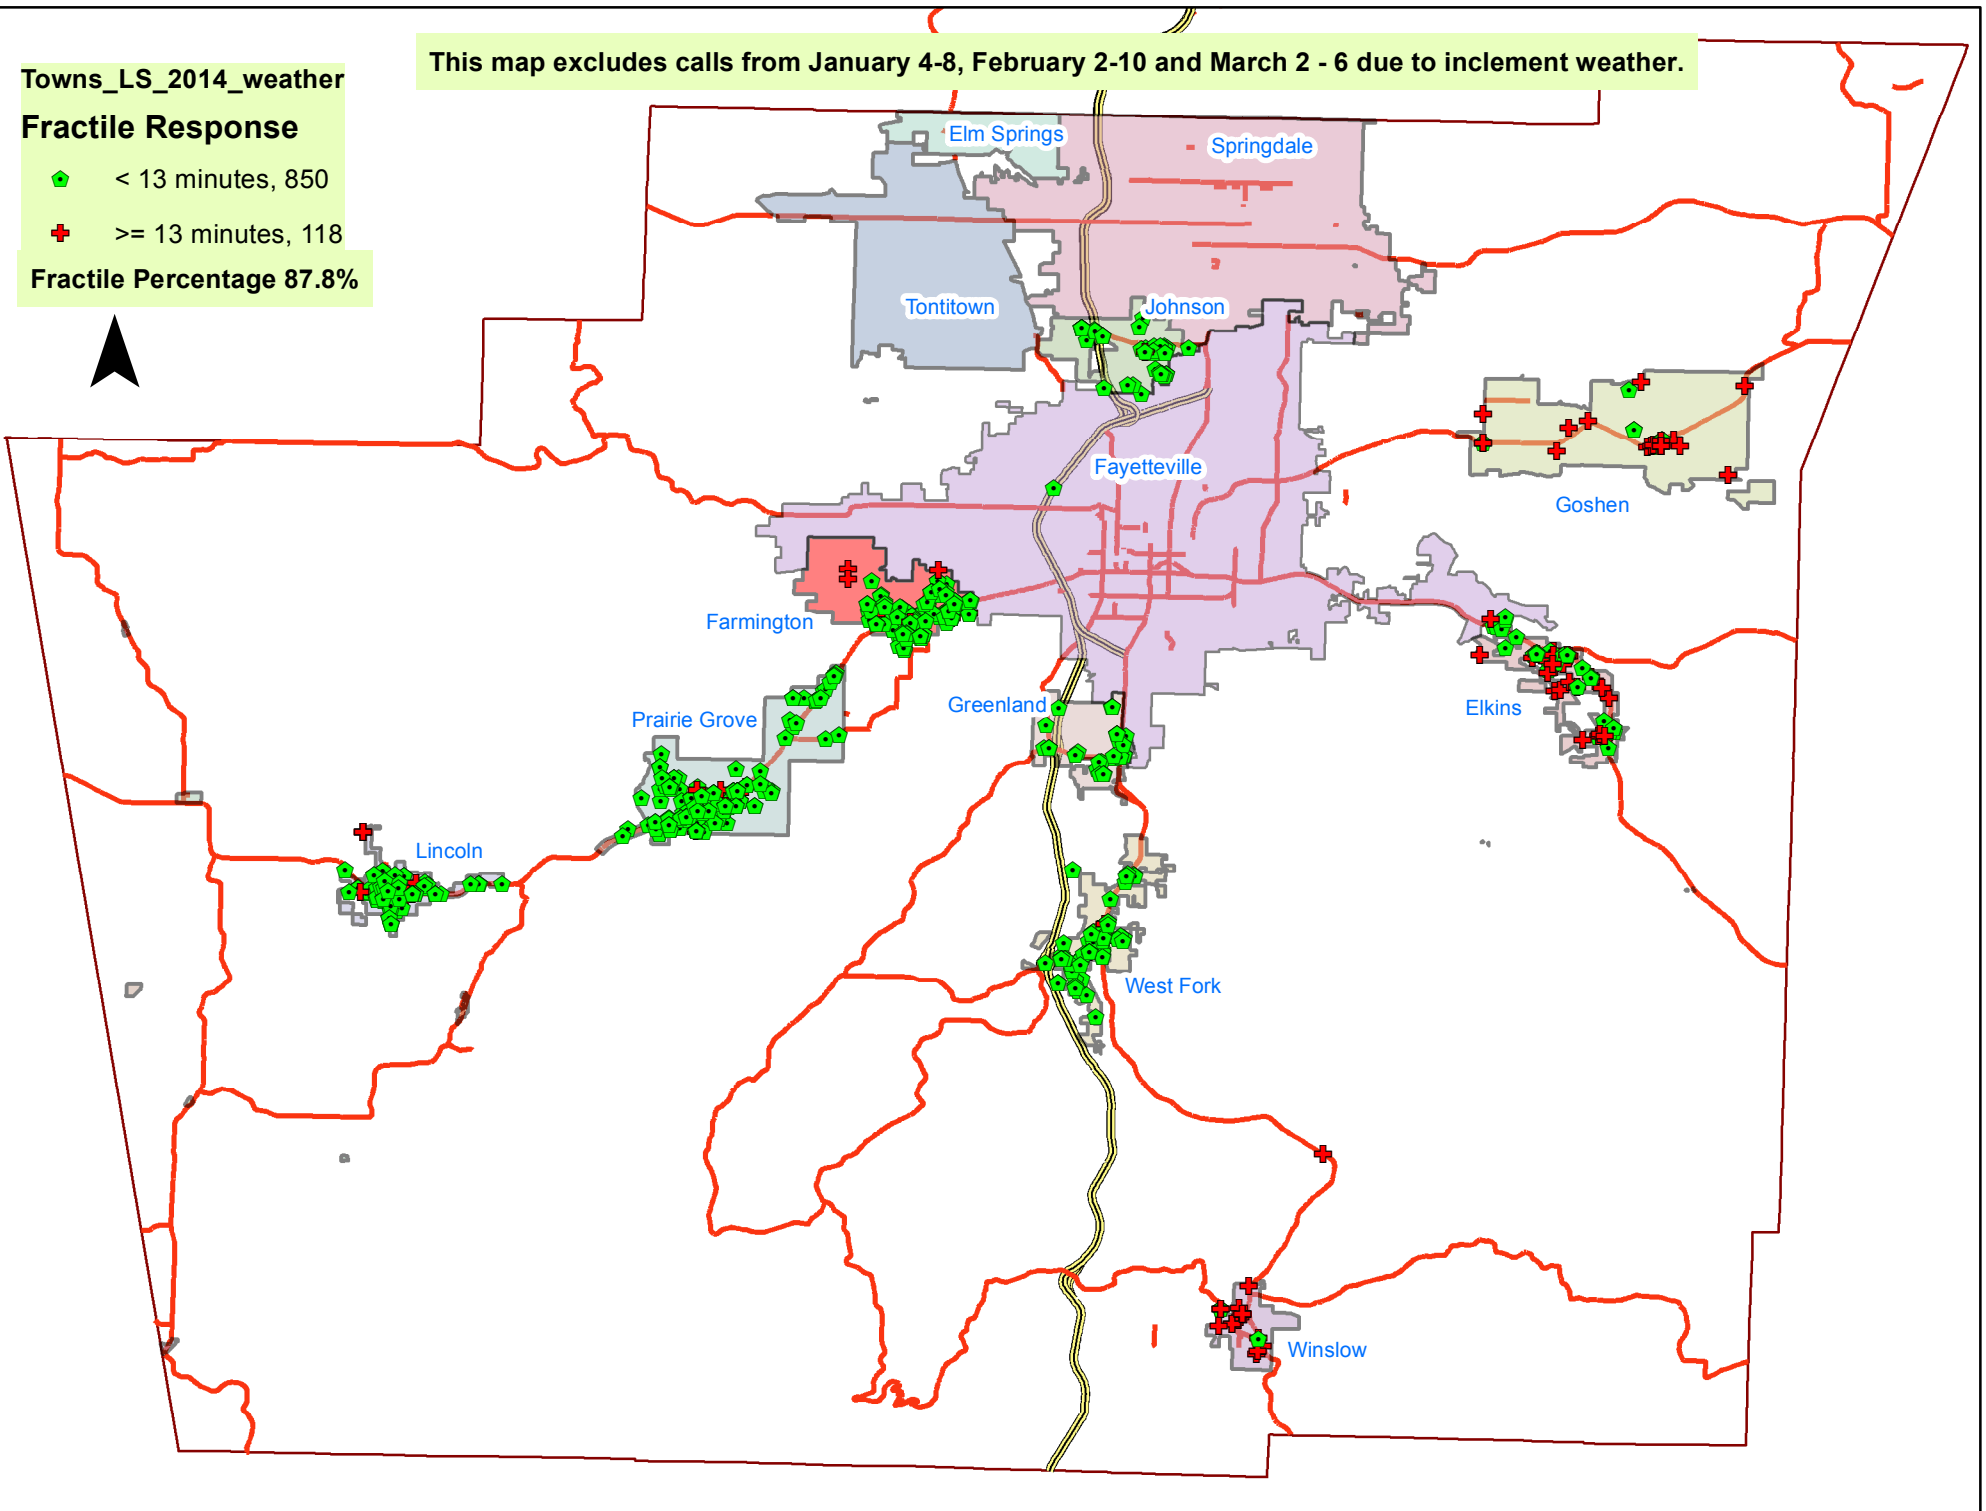 This map excludes calls from January 4-8, February 2-10 and March 2 - 6 due to inclement weather.
Towns_LS_2014_weather
Fractile Response
< 13 minutes, 850
>= 13 minutes, 118
Fractile Percentage 87.8%
Elm Springs
Springdale
Tontitown
Johnson
Fayetteville
Goshen
Farmington
Greenland
Elkins
Prairie Grove
Lincoln
West Fork
Winslow